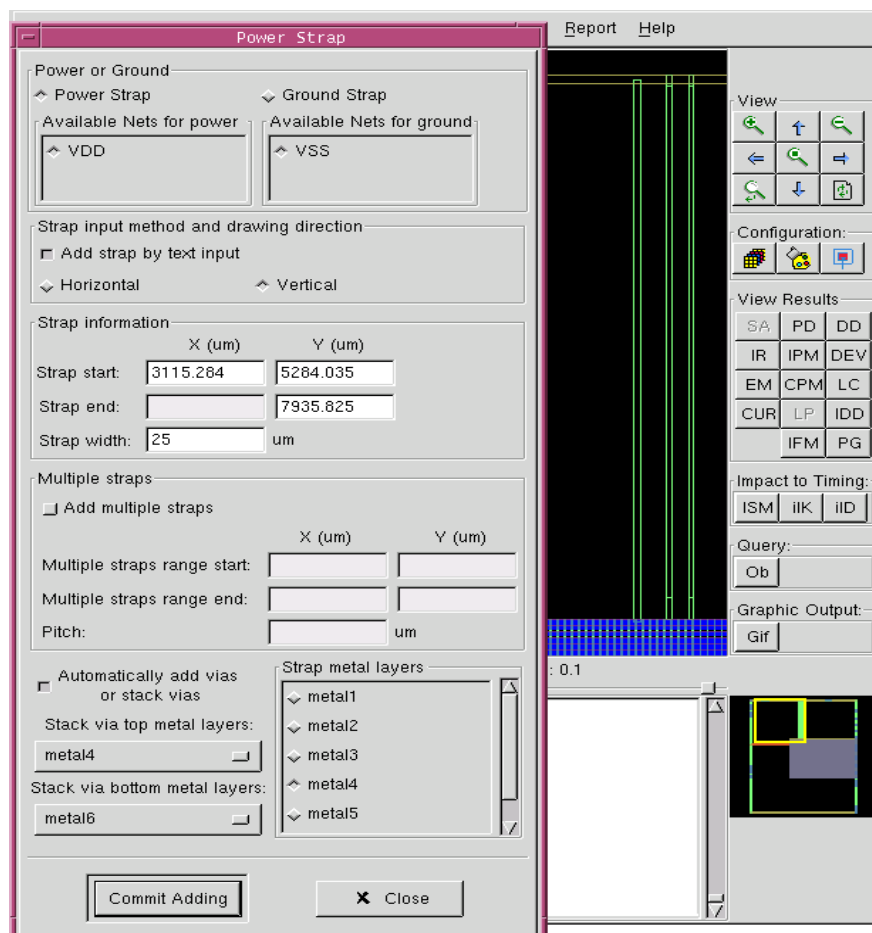 Power Strap
Report Help
Power or Ground
Power Strap Ground Strap
Available Nets for power Available Nets for ground
VDD VSS
Strap input method and drawing direction
Add strap by text input
Horizontal Vertical
Strap information
X (um) Y (um)
Strap start: 3115.284 5284.035
Strap end: 7935.825
Strap width: 25 um
Multiple straps
Add multiple straps
X (um) Y (um)
Multiple straps range start:
Multiple straps range end:
Pitch: um
Automatically add vias
or stack vias
Stack via top metal layers:
metal4
Stack via bottom metal layers:
metal6
Strap metal layers
metal1
metal2
metal3
metal4
metal5
Commit Adding Close
View
Configuration:
View Results
SA PD DD
IR IPM DEV
EM CPM LC
CUR LP IDD
IFM PG
Impact to Timing:
ISM iIK iID
Query:
Ob
Graphic Output:
Gif
: 0.1